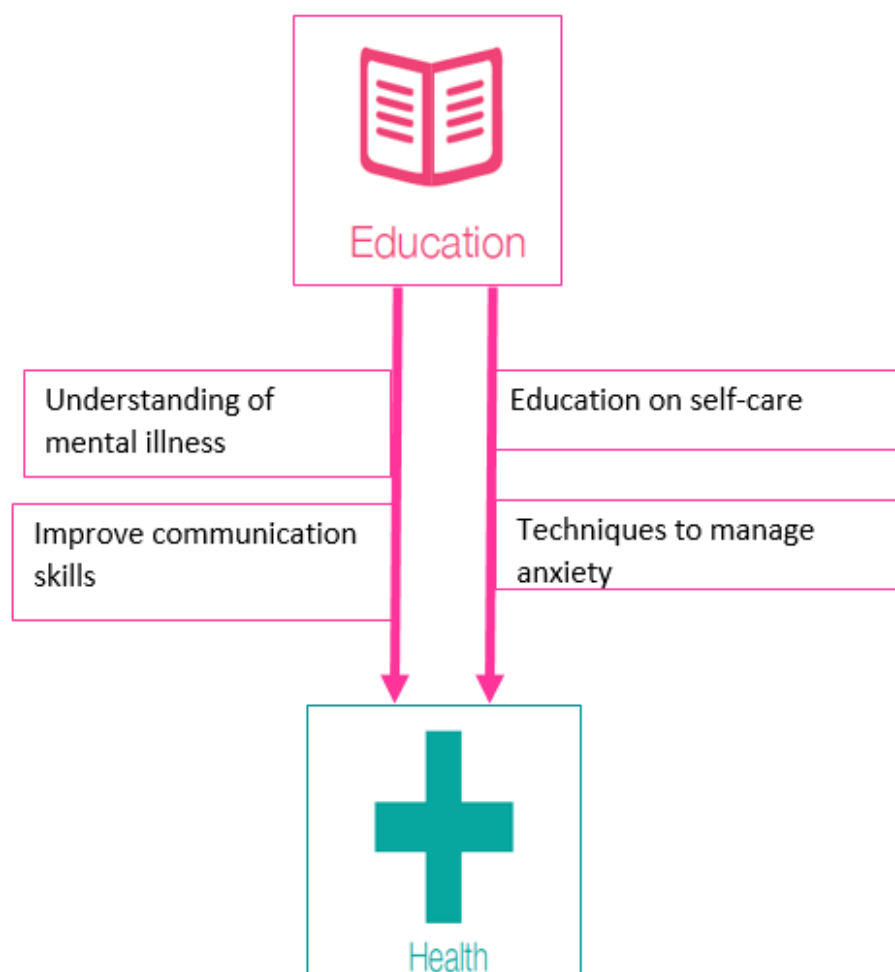 Education
Understanding of
mental illness
Education on self-care
Improve communication
skills
Techniques to manage
anxiety
Health